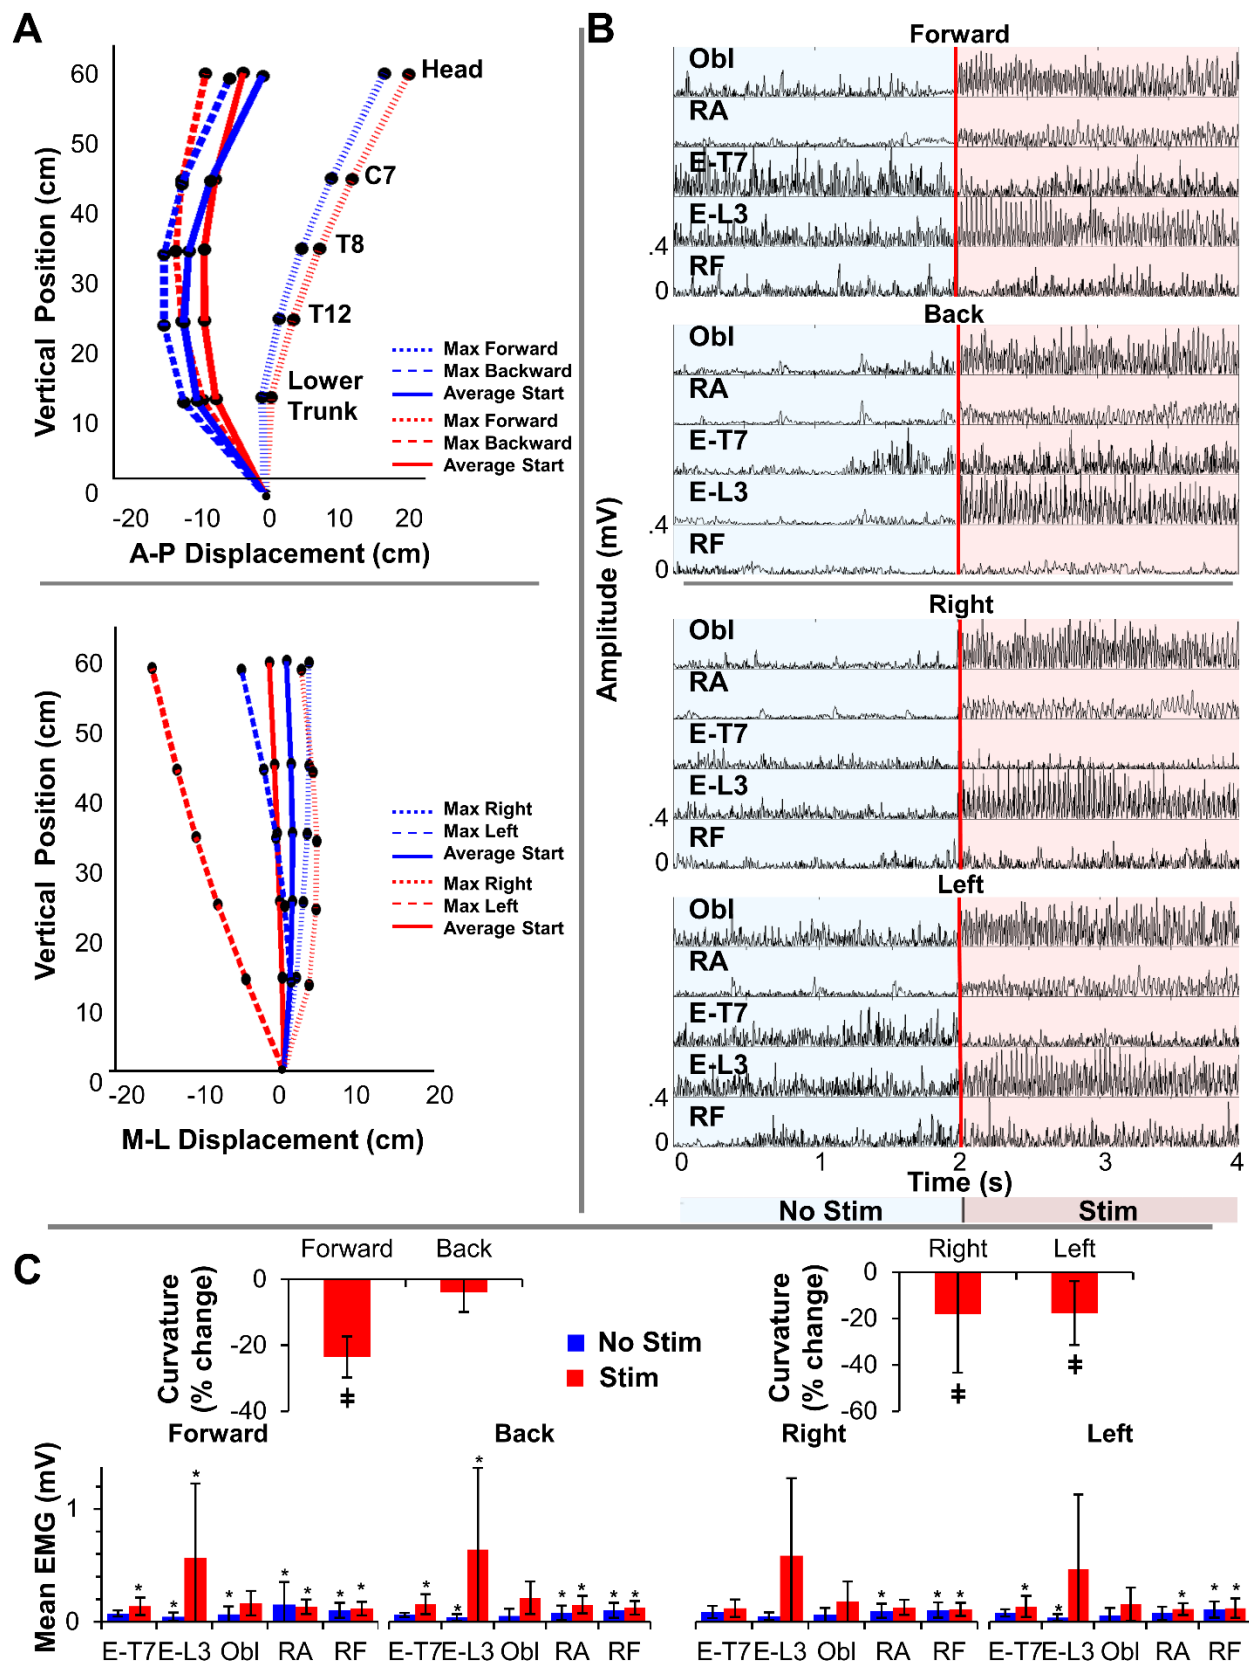 A
60
50
40
30
20
10
0
Vertical Position (cm)
Head
C7
T8
T12
Lower
Trunk
Max Forward
Max Backward
Average Start
Max Forward
Max Backward
Average Start
-20 -10 0 10 20
A-P Displacement (cm)
60
50
40
30
20
10
0
Vertical Position (cm)
Max Right
Max Left
Average Start
Max Right
Max Left
Average Start
-20 -10 0 10 20
M-L Displacement (cm)
B
Amplitude (mV)
Forward
Obl
RA
E-T7
E-L3
.4
RF
0
Back
Obl
RA
E-T7
E-L3
.4
RF
0
Right
Obl
RA
E-T7
E-L3
.4
RF
0
Left
Obl
RA
E-T7
E-L3
.4
RF
0
0 1 2 3 4
Time (s)
No Stim Stim
C
Forward Back
0
-20
-40
Curvature
(% change)
ǂ
No Stim
Stim
Right Left
0
-20
-40
-60
Curvature
(% change)
ǂ ǂ
Forward Back Right Left
Mean EMG (mV)
1
0
* * * * * * * * *
* * * * * * *
* * *
* * * * *
E-T7 E-L3 Obl RA RF
E-T7 E-L3 Obl RA RF
E-T7 E-L3 Obl RA RF
E-T7 E-L3 Obl RA RF